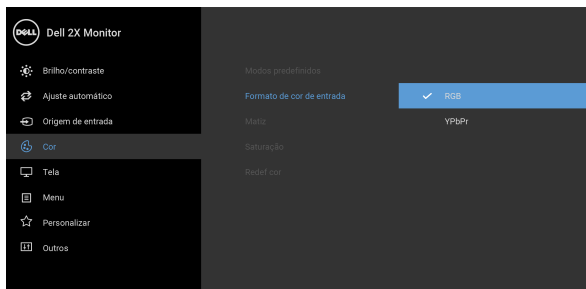 DELL Dell 2X Monitor
Brilho/contraste
Ajuste automático
Origem de entrada
Cor
Tela
Menu
Personalizar
Outros
Modos predefinidos
Formato de cor de entrada
Matiz
Saturação
Redef cor
RGB
YPbPr